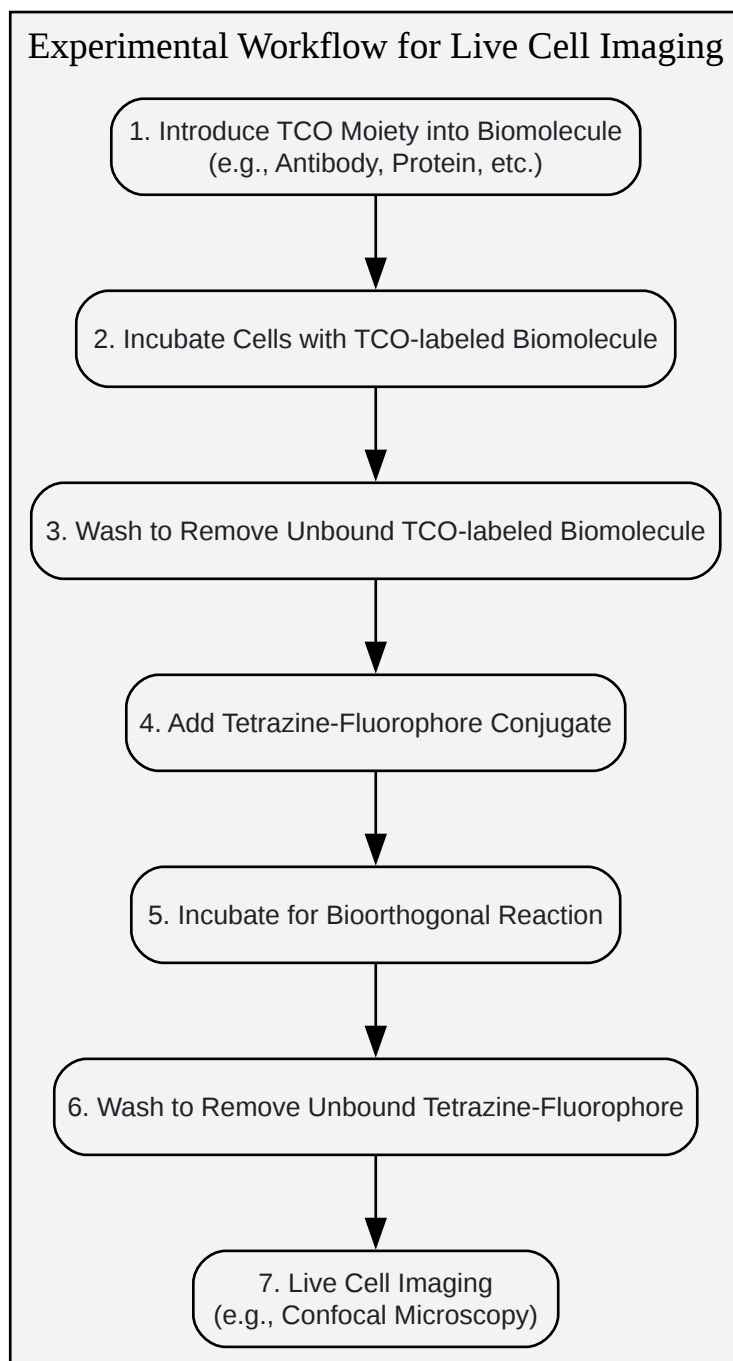 Experimental Workflow for Live Cell Imaging
1. Introduce TCO Moiety into Biomolecule
(e.g., Antibody, Protein, etc.)
2. Incubate Cells with TCO-labeled Biomolecule
3. Wash to Remove Unbound TCO-labeled Biomolecule
4. Add Tetrazine-Fluorophore Conjugate
5. Incubate for Bioorthogonal Reaction
6. Wash to Remove Unbound Tetrazine-Fluorophore
7. Live Cell Imaging
(e.g., Confocal Microscopy)